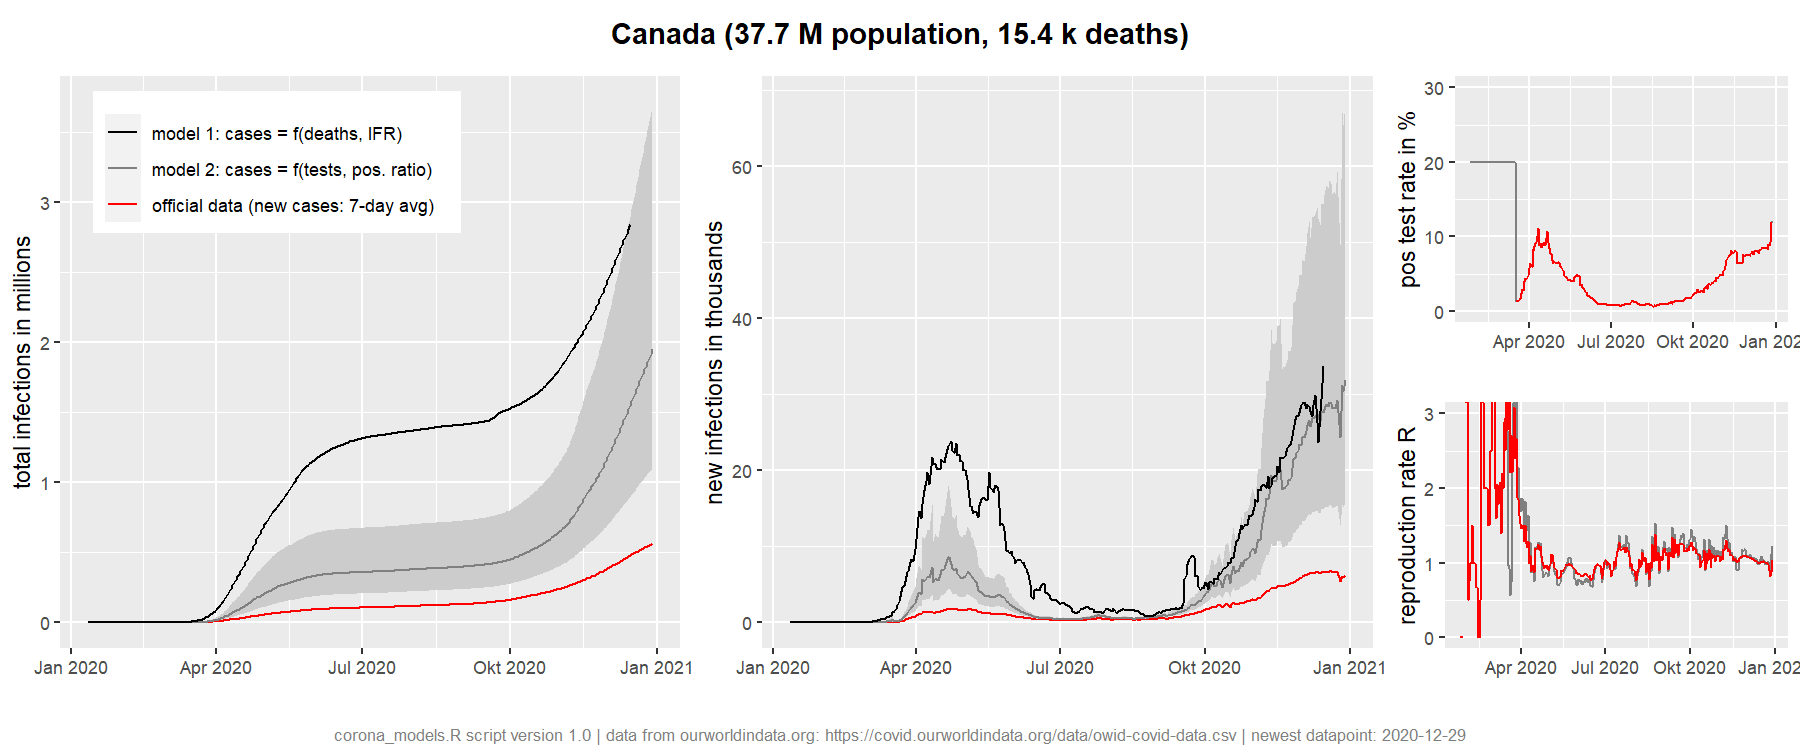 Canada (37.7 M population, 15.4 k deaths)
total infections in millions
3
2
1
0
model 1: cases = f(deaths, IFR)
model 2: cases = f(tests, pos. ratio)
official data (new cases: 7-day avg)
Jan 2020 Apr 2020 Jul 2020 Okt 2020 Jan 2021
new infections in thousands
60
40
20
0
Jan 2020 Apr 2020 Jul 2020 Okt 2020 Jan 2021
pos test rate in %
30
20
10
0
Apr 2020 Jul 2020 Okt 2020 Jan 202
reproduction rate R
3
2
1
0
Apr 2020 Jul 2020 Okt 2020 Jan 202
corona_models.R script version 1.0 | data from ourworldindata.org: https://covid.ourworldindata.org/data/owid-covid-data.csv | newest datapoint: 2020-12-29